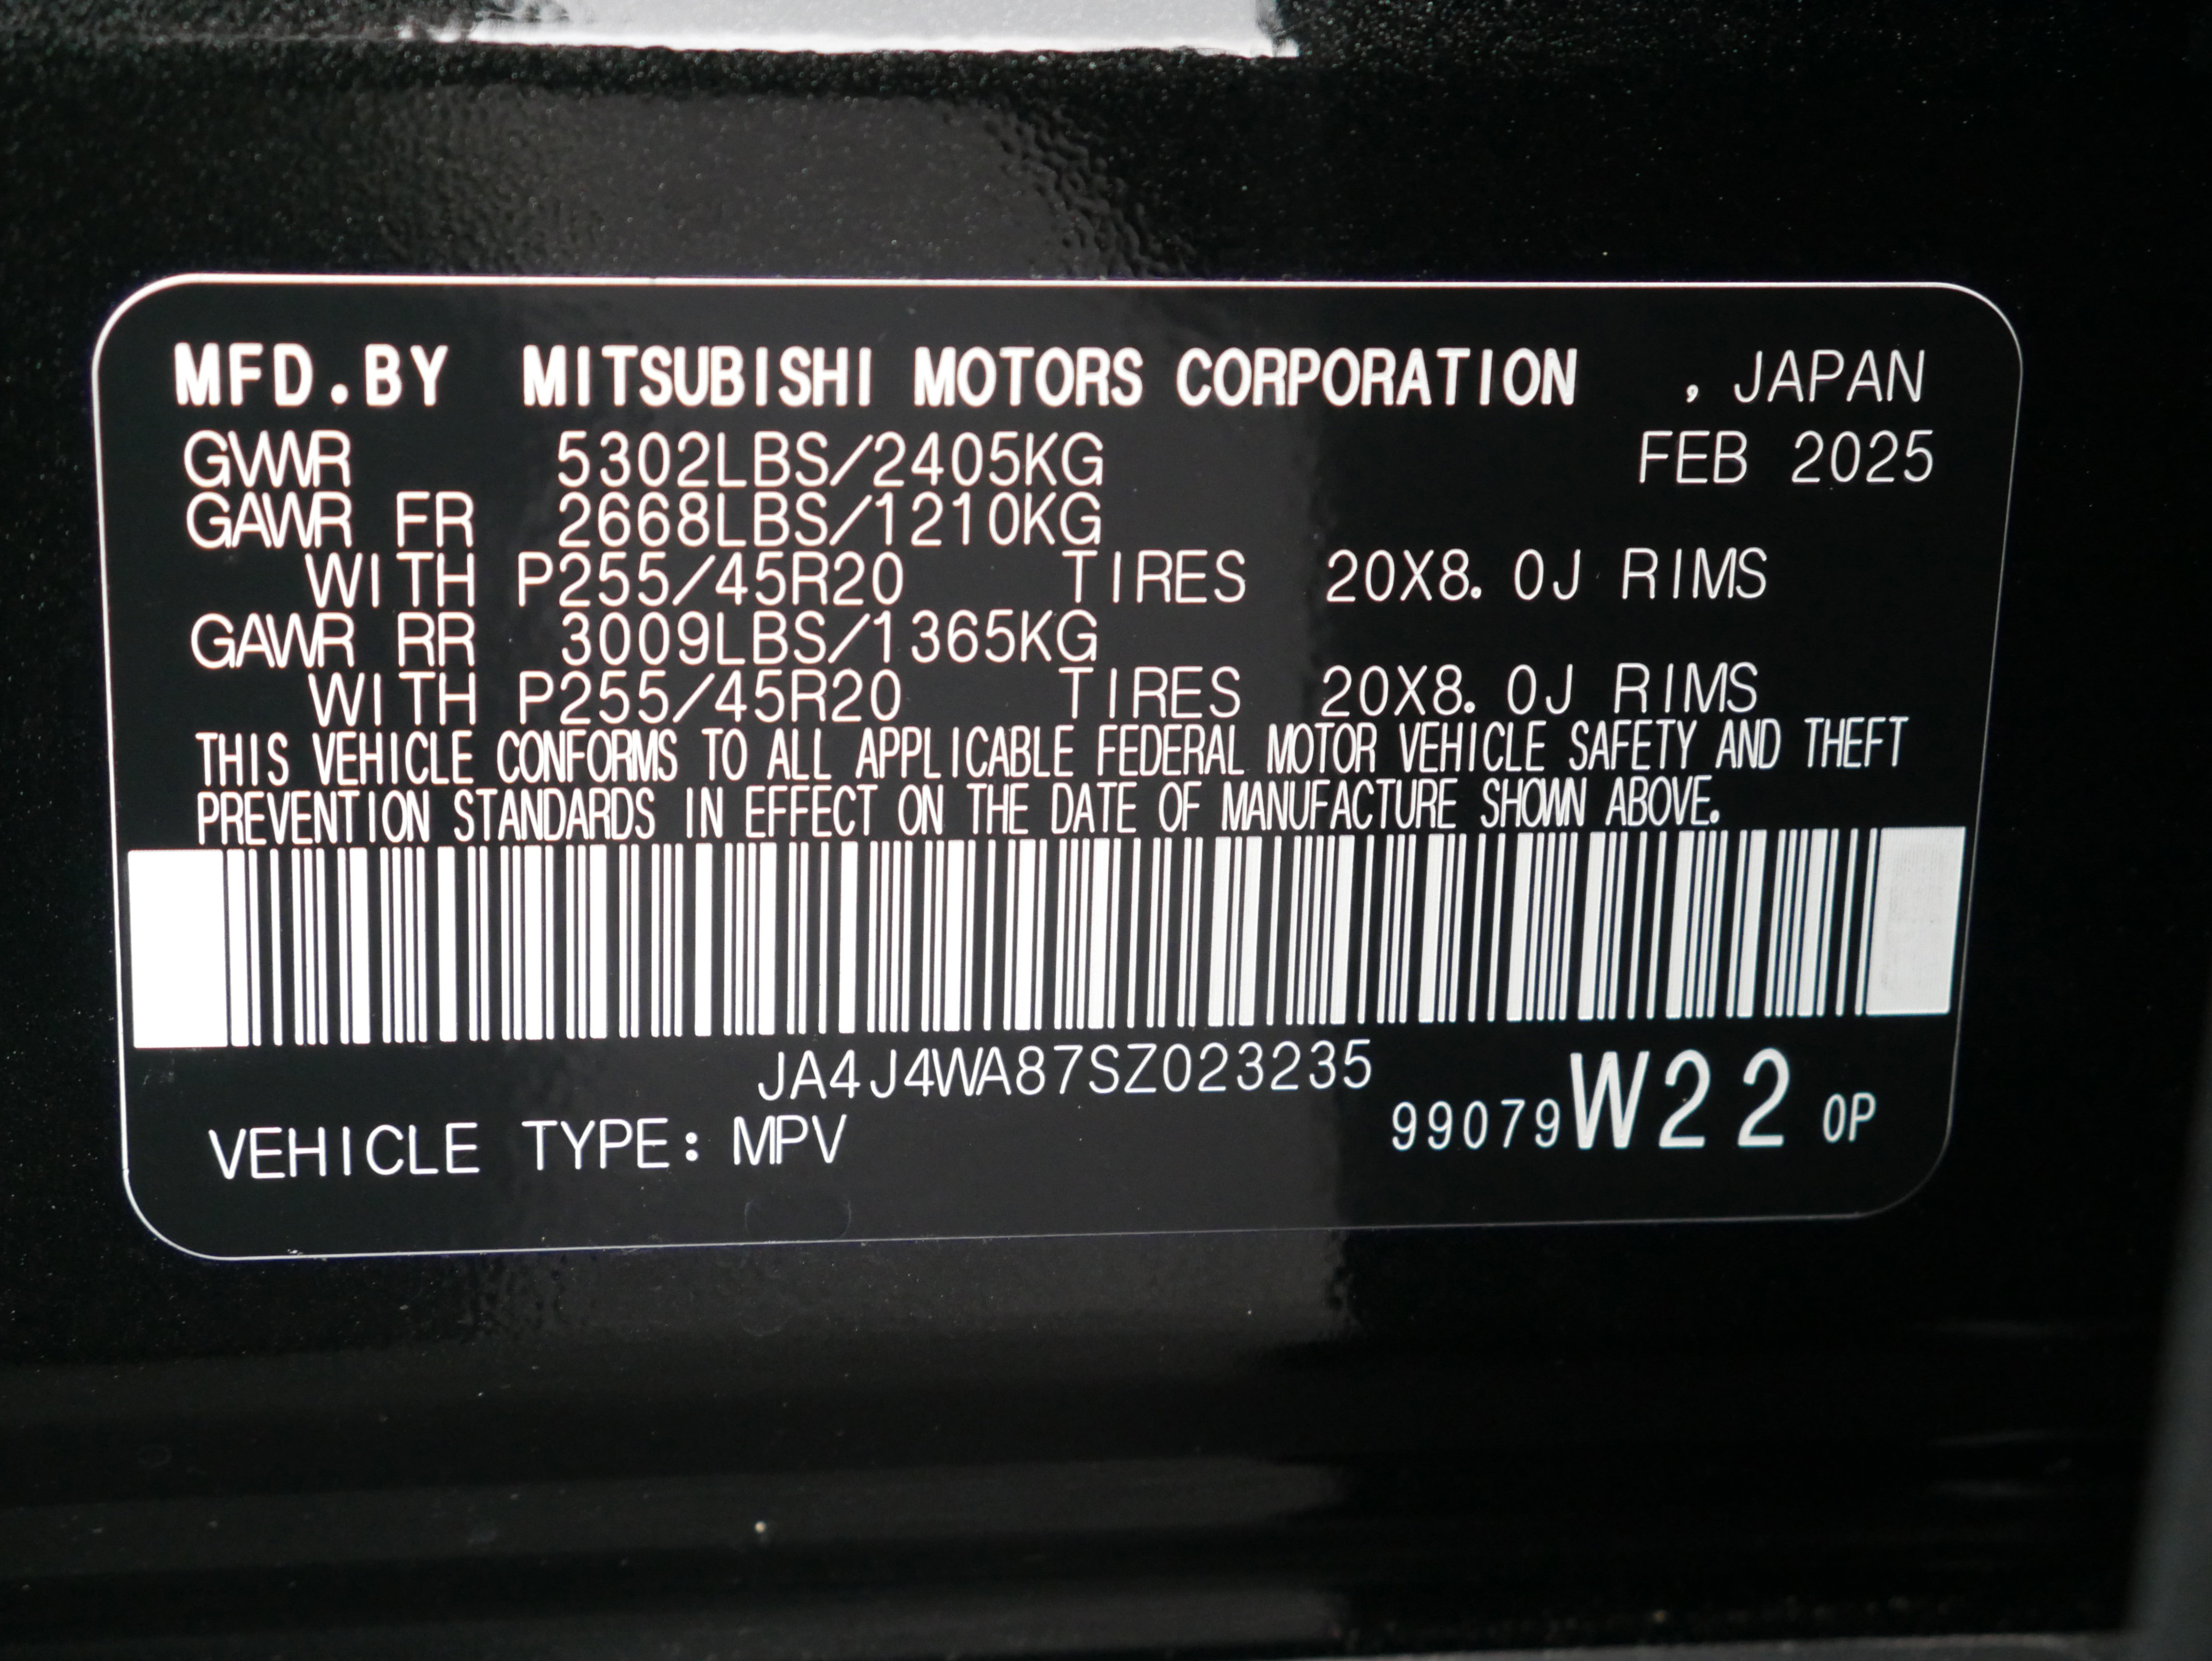 MFD.BY MITSUBISHI MOTORS CORPORATION , JAPAN
GVWR 5302LBS/2405KG FEB 2025
GAWR FR 2668LBS/1210KG
WITH P255/45R20 TIRES 20X8.0J RIMS
GAWR RR 3009LBS/1365KG
WITH P255/45R20 TIRES 20X8.0J RIMS
THIS VEHICLE CONFORMS TO ALL APPLICABLE FEDERAL MOTOR VEHICLE SAFETY AND THEFT
PREVENTION STANDARDS IN EFFECT ON THE DATE OF MANUFACTURE SHOWN ABOVE.
JA4J4WA87SZ023235
VEHICLE TYPE: MPV 99079W22 0P